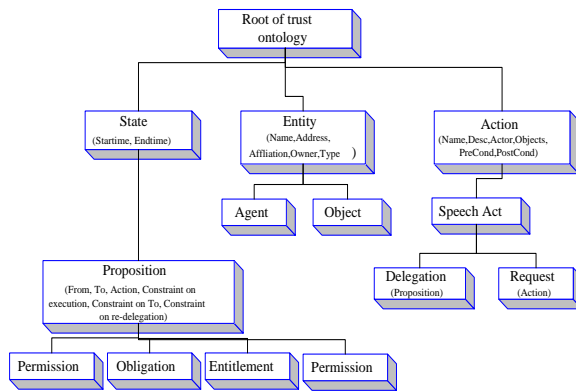 Root of trust
ontology
State
(Startime, Endtime)
Entity
(Name,Address,
Affliation,Owner,Type )
Action
(Name,Desc,Actor,Objects,
PreCond,PostCond)
Agent
Object
Speech Act
Proposition
(From, To, Action, Constraint on
execution, Constraint on To, Constraint
on re-delegation)
Delegation
(Proposition)
Request
(Action)
Permission
Obligation
Entitlement
Permission